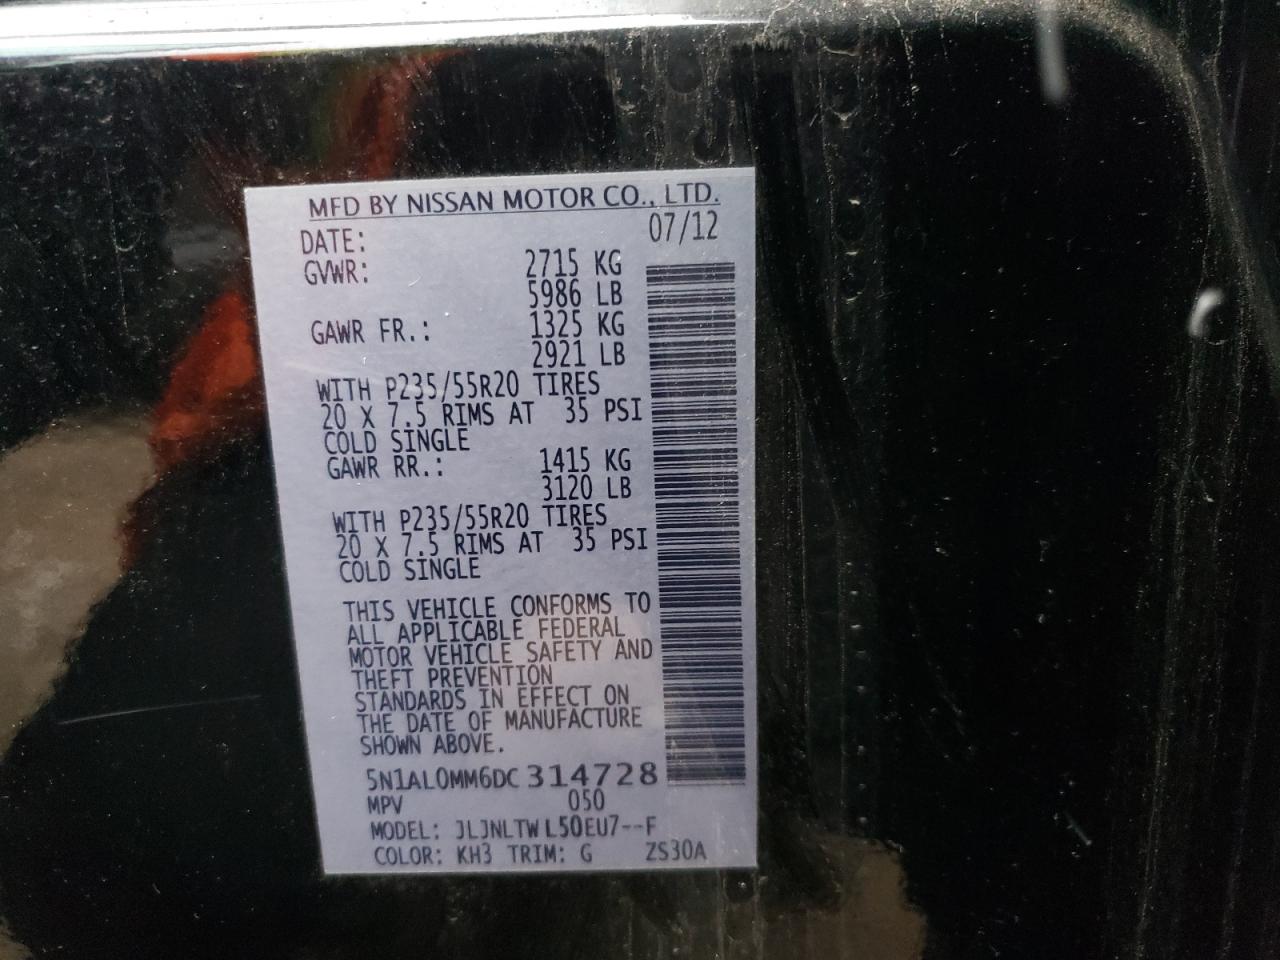 MFD BY NISSAN MOTOR CO., LTD.
DATE: 07/12
GVWR: 2715 KG
5986 LB
GAWR FR.: 1325 KG
2921 LB
WITH P235/55R20 TIRES
20 X 7.5 RIMS AT 35 PSI
COLD SINGLE
GAWR RR.: 1415 KG
3120 LB
WITH P235/55R20 TIRES
20 X 7.5 RIMS AT 35 PSI
COLD SINGLE
THIS VEHICLE CONFORMS TO
ALL APPLICABLE FEDERAL
MOTOR VEHICLE SAFETY AND
THEFT PREVENTION
STANDARDS IN EFFECT ON
THE DATE OF MANUFACTURE
SHOWN ABOVE.
5N1AL0MM6DC 314728
MPV 050
MODEL: JLJNLTW L50EU7--F
COLOR: KH3 TRIM: G ZS30A